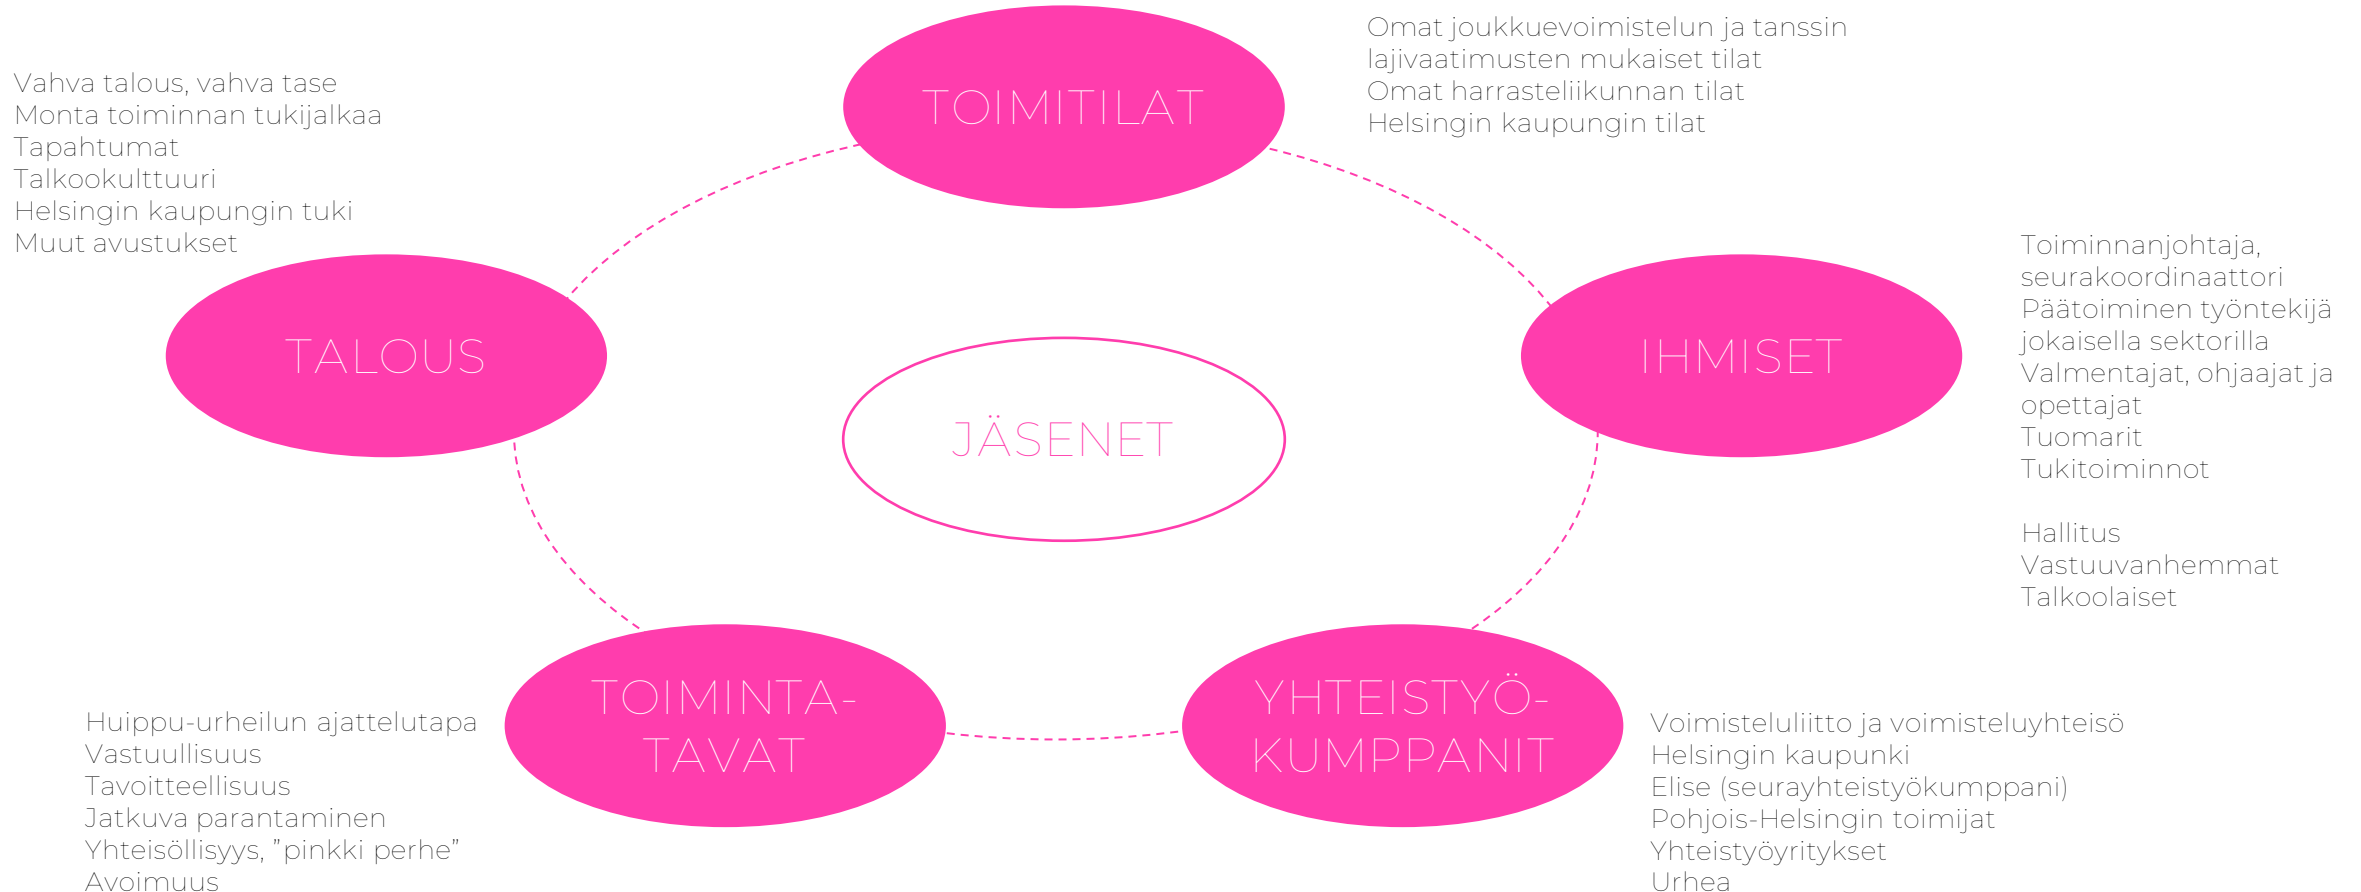 TOIMITILAT
Omat joukkuevoimistelun ja tanssin
lajivaatimusten mukaiset tilat
Omat harrasteliikunnan tilat
Helsingin kaupungin tilat
Vahva talous, vahva tase
Monta toiminnan tukijalkaa
Tapahtumat
Talkookulttuuri
Helsingin kaupungin tuki
Muut avustukset
TALOUS
JÄSENET
IHMISET
Toiminnanjohtaja,
seurakoordinaattori
Päätoiminen työntekijä
jokaisella sektorilla
Valmentajat, ohjaajat ja
opettajat
Tuomarit
Tukitoiminnot
Hallitus
Vastuuvanhemmat
Talkoolaiset
TOIMINTA-
TAVAT
Huippu-urheilun ajattelutapa
Vastuullisuus
Tavoitteellisuus
Jatkuva parantaminen
Yhteisöllisyys, ”pinkki perhe”
Avoimuus
YHTEISTYÖ-
KUMPPANIT
Voimisteluliitto ja voimisteluyhteisö
Helsingin kaupunki
Elise (seurayhteistyökumppani)
Pohjois-Helsingin toimijat
Yhteistyöyritykset
Urhea